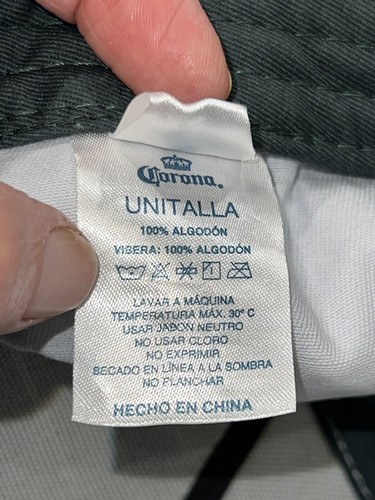 Corona.
UNITALLA
100% ALGODÓN
VISERA: 100% ALGODÓN
LAVAR A MÁQUINA
TEMPERATURA MÁX. 30º C
USAR JABÓN NEUTRO
NO USAR CLORO
NO EXPRIMIR
SECADO EN LÍNEA A LA SOMBRA
NO PLANCHAR
HECHO EN CHINA